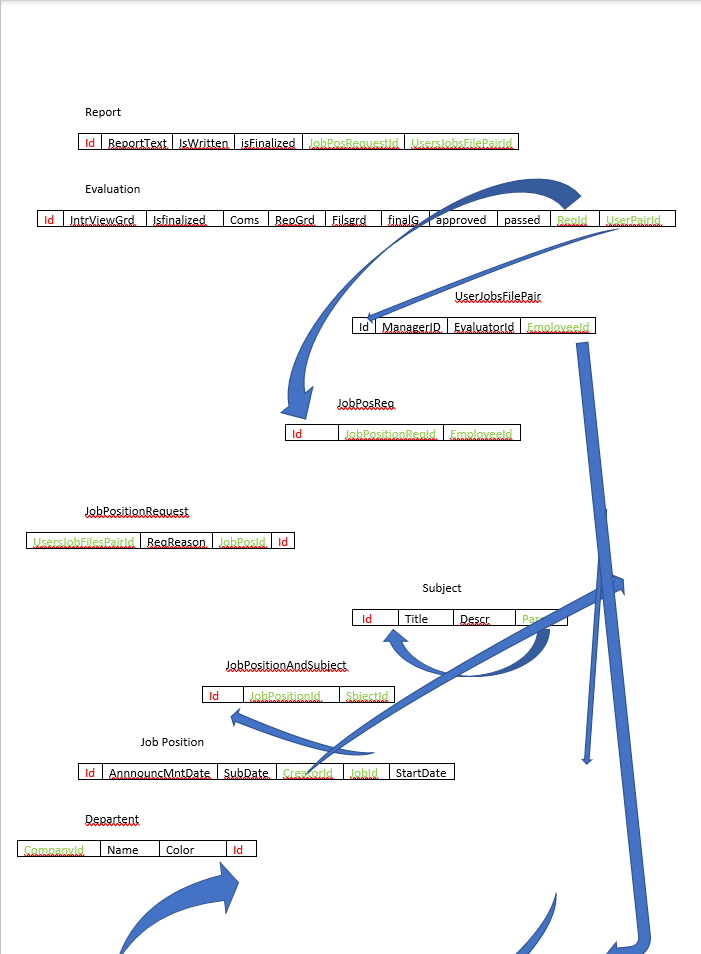 Report
Id ReportText IsWritten isFinalized JobPosRequestId UsersJobsFilePairId
Evaluation
Id IntrViewGrd Isfinalized Coms RepGrd Filsgrd finalG approved passed ReqId UserPairId
UserJobsFilePair
Id ManagerID EvaluatorId EmployeeId
JobPosReq
Id JobPositionReqId EmployeeId
JobPositionRequest
UsersJobFilesPairId ReqReason JobPosId Id
Subject
Id Title Descr
JobPositionAndSubject
Id JobPositionId SbjectId
Job Position
Id AnnnouncMntDate SubDate CreatorId JobId StartDate
Departent
CompanyId Name Color Id